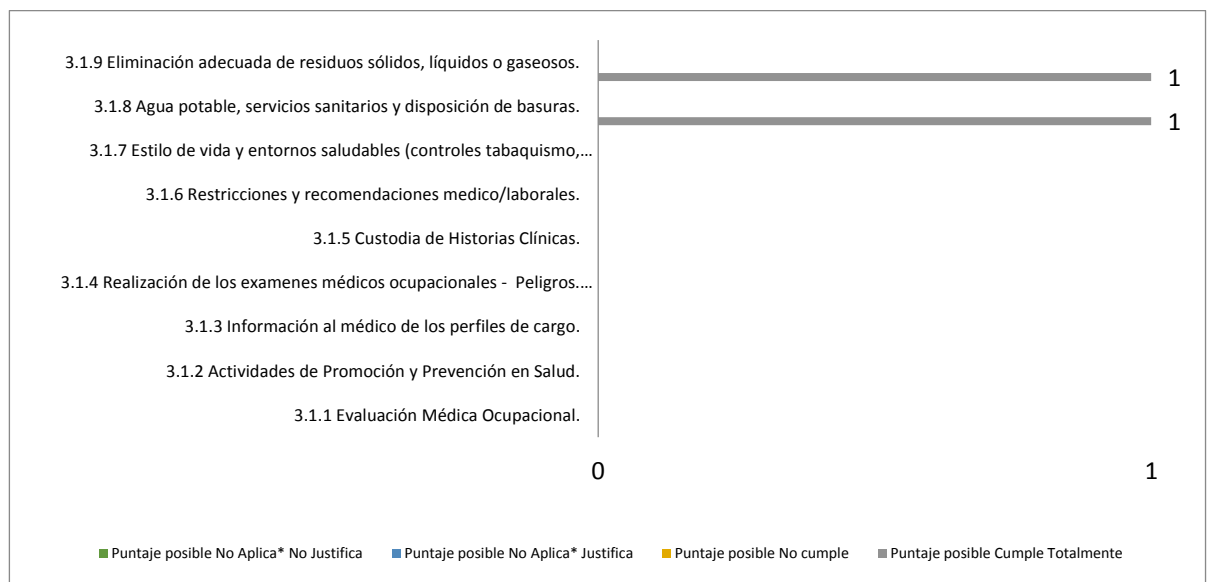 3.1.9 Eliminación adecuada de residuos sólidos, líquidos o gaseosos.
1
3.1.8 Agua potable, servicios sanitarios y disposición de basuras.
1
3.1.7 Estilo de vida y entornos saludables (controles tabaquismo,…
3.1.6 Restricciones y recomendaciones medico/laborales.
3.1.5 Custodia de Historias Clínicas.
3.1.4 Realización de los examenes médicos ocupacionales - Peligros.…
3.1.3 Información al médico de los perfiles de cargo.
3.1.2 Actividades de Promoción y Prevención en Salud.
3.1.1 Evaluación Médica Ocupacional.
0 1
Puntaje posible No Aplica* No Justifica Puntaje posible No Aplica* Justifica Puntaje posible No cumple Puntaje posible Cumple Totalmente